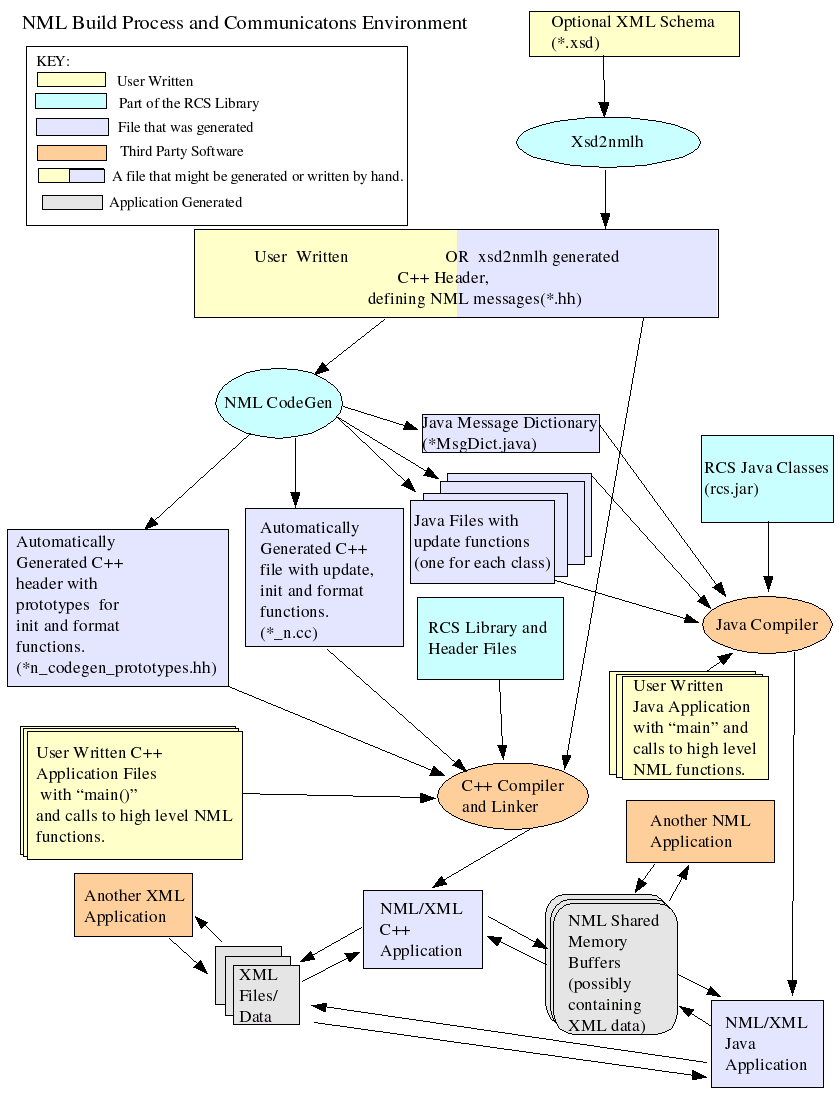 NML Build Process and Communicatons Environment
KEY:
User Written
Part of the RCS Library
File that was generated
Third Party Software
A file that might be generated or written by hand.
Application Generated
Optional XML Schema
(*.xsd)
Xsd2nmlh
User Written OR xsd2nmlh generated
C++ Header,
defining NML messages(*.hh)
NML CodeGen
Java Message Dictionary
(*MsgDict.java)
RCS Java Classes
(rcs.jar)
Automatically
Generated C++
header with
prototypes for
init and format
functions.
(*n_codegen_prototypes.hh)
Automatically
Generated C++
file with update,
init and format
functions.
(*_n.cc)
Java Files with
update functions
(one for each class)
RCS Library and
Header Files
Java Compiler
User Written
Java Application
with “main” and
calls to high level
NML functions.
User Written C++
Application Files
with “main()”
and calls to high level NML
functions.
C++ Compiler
and Linker
Another NML
Application
Another XML
Application
NML/XML
C++
Application
NML Shared
Memory
Buffers
(possibly
containing
XML data)
XML
Files/
Data
NML/XML
Java
Application